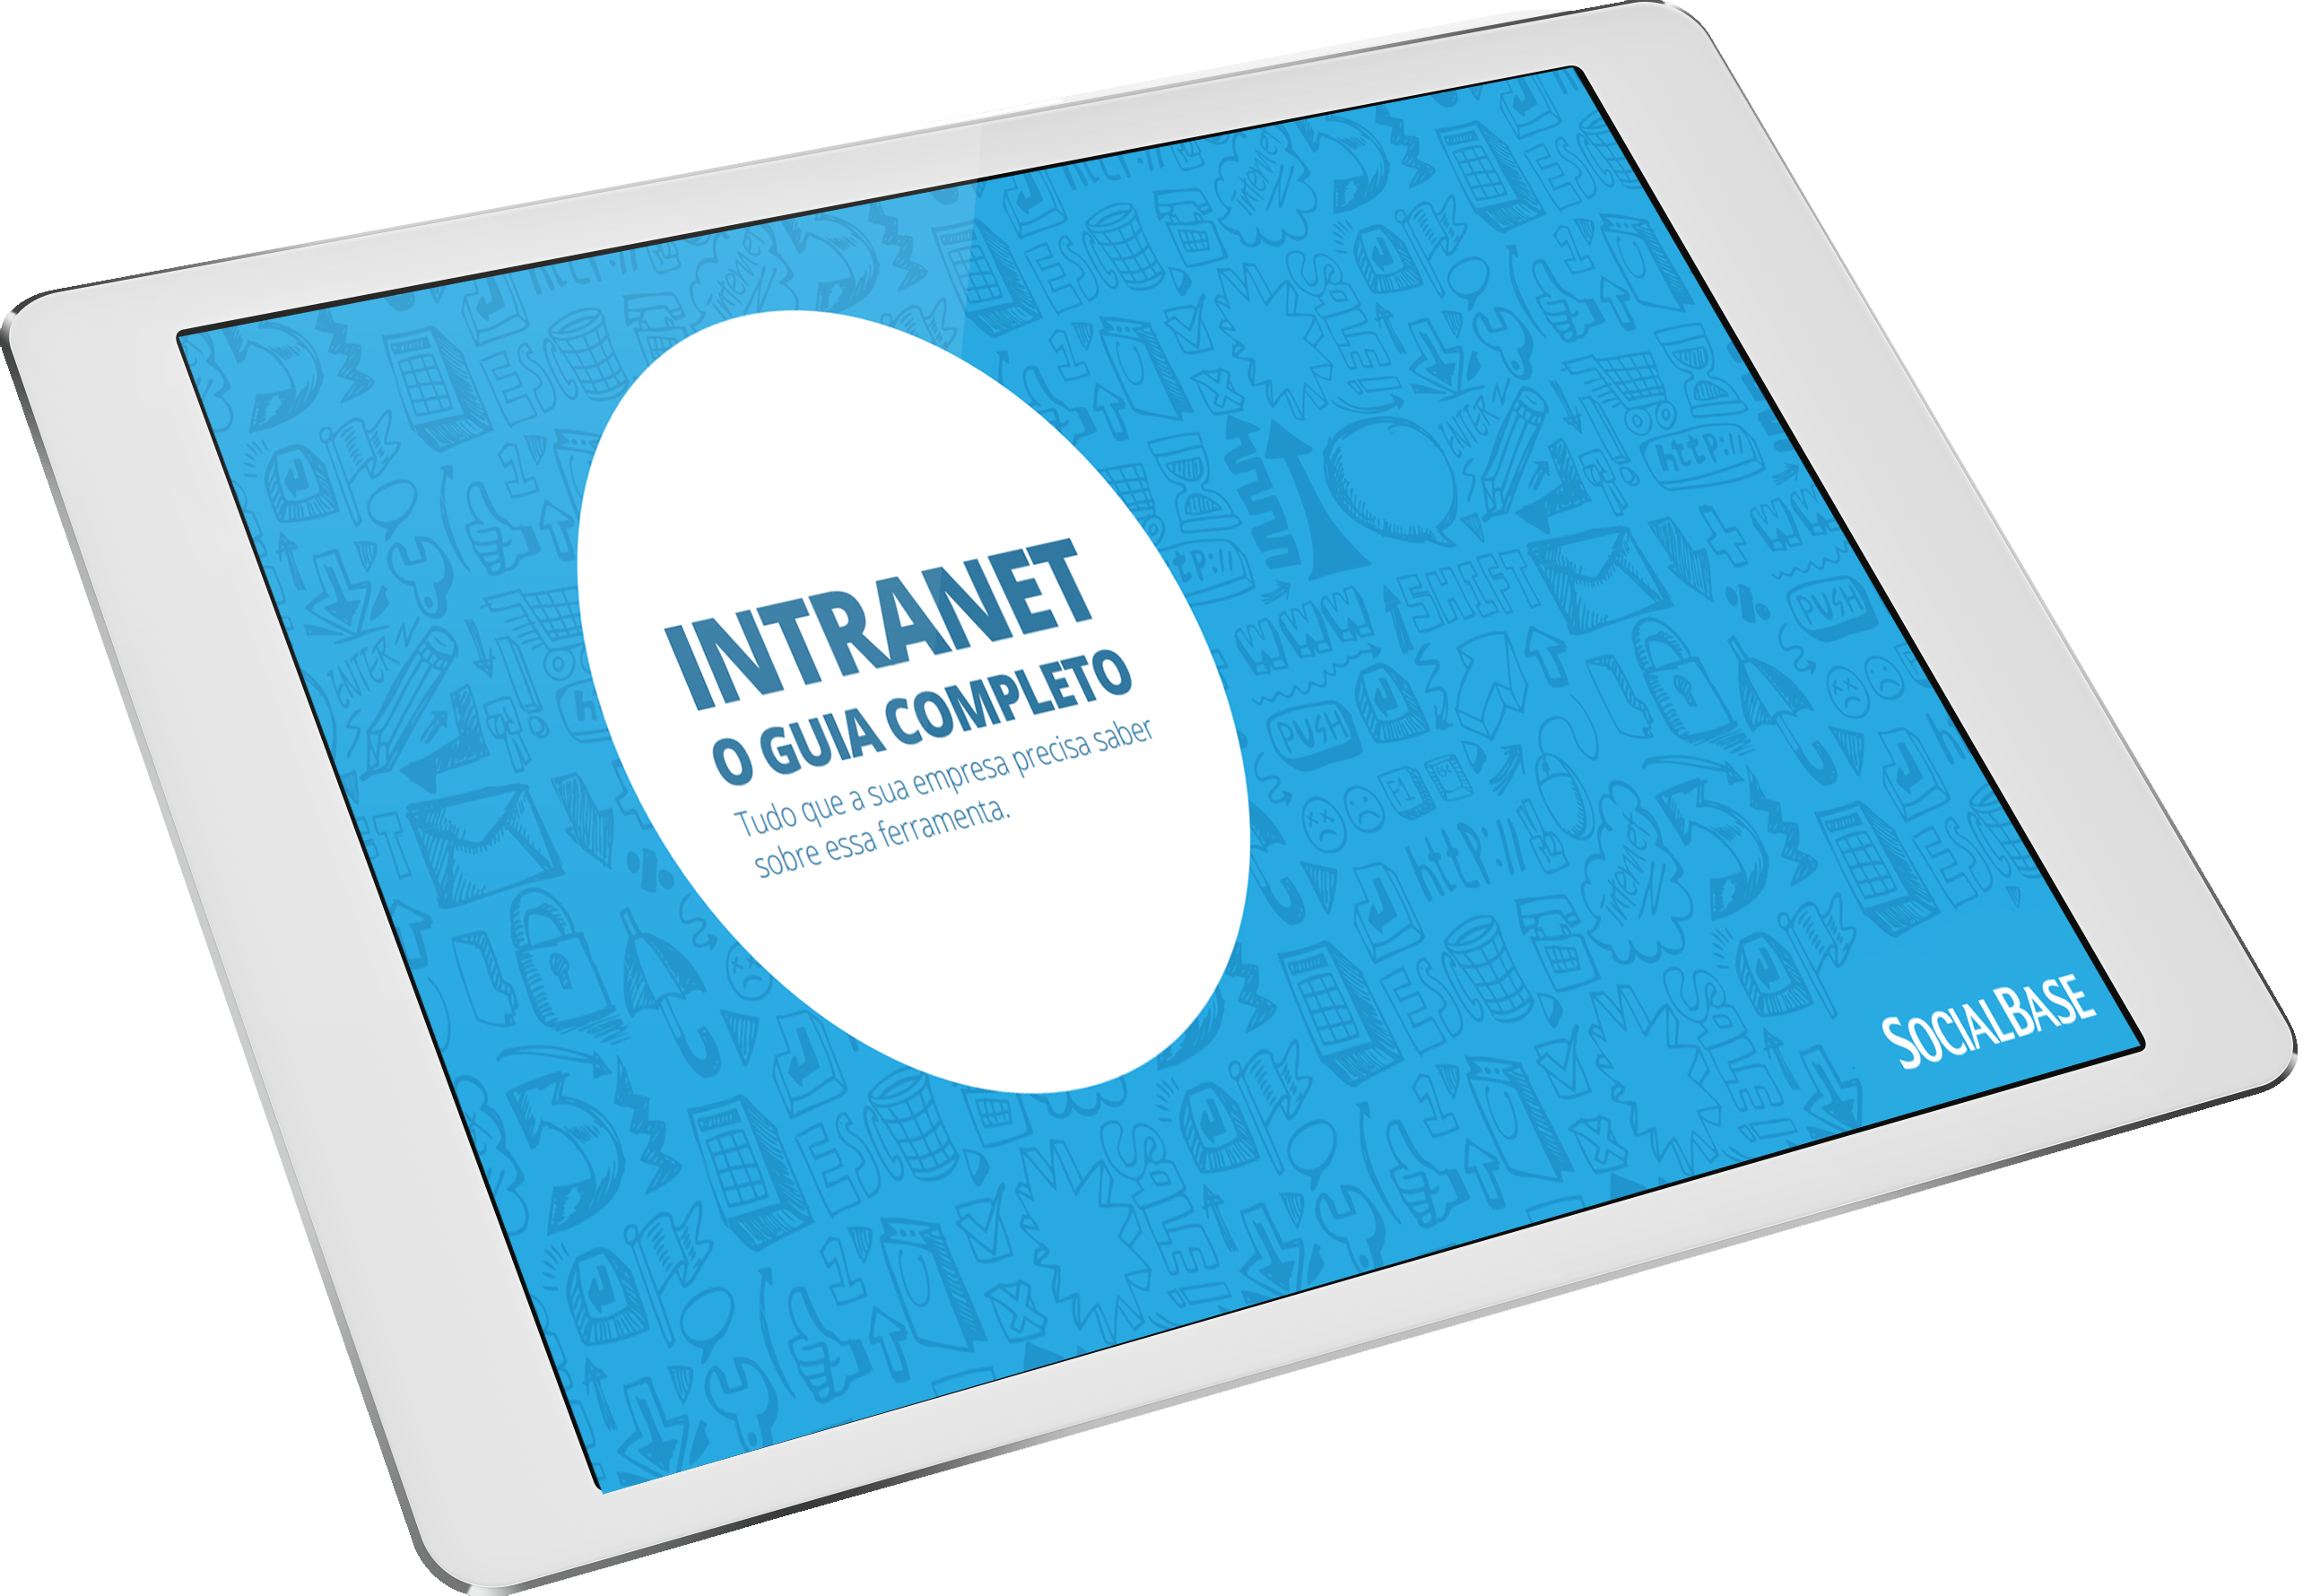 INTRANET
O GUIA COMPLETO
Tudo que a sua empresa precisa saber
sobre essa ferramenta.
SOCIALBASE